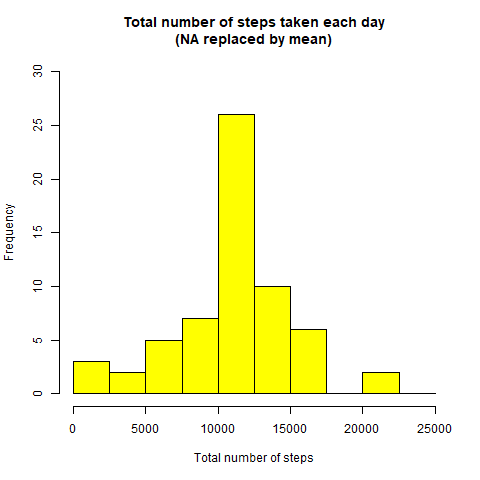 Total number of steps taken each day
(NA replaced by mean)
Frequency
30
25
20
15
10
5
0
0 5000 10000 15000 20000 25000
Total number of steps